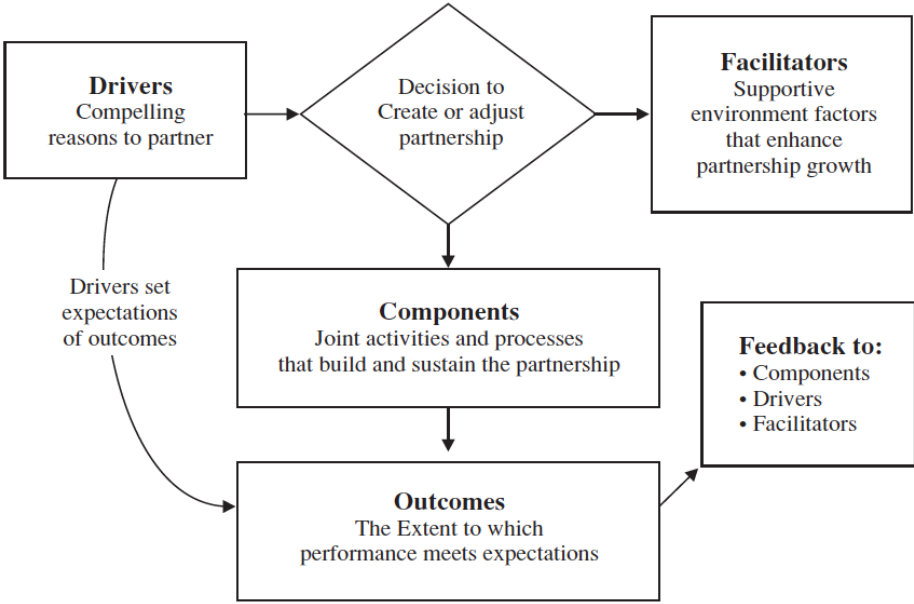 Drivers
Compelling
reasons to partner
Decision to
Create or adjust
partnership
Facilitators
Supportive
environment factors
that enhance
partnership growth
Drivers set
expectations
of outcomes
Components
Joint activities and processes
that build and sustain the partnership
Feedback to:
• Components
• Drivers
• Facilitators
Outcomes
The Extent to which
performance meets expectations